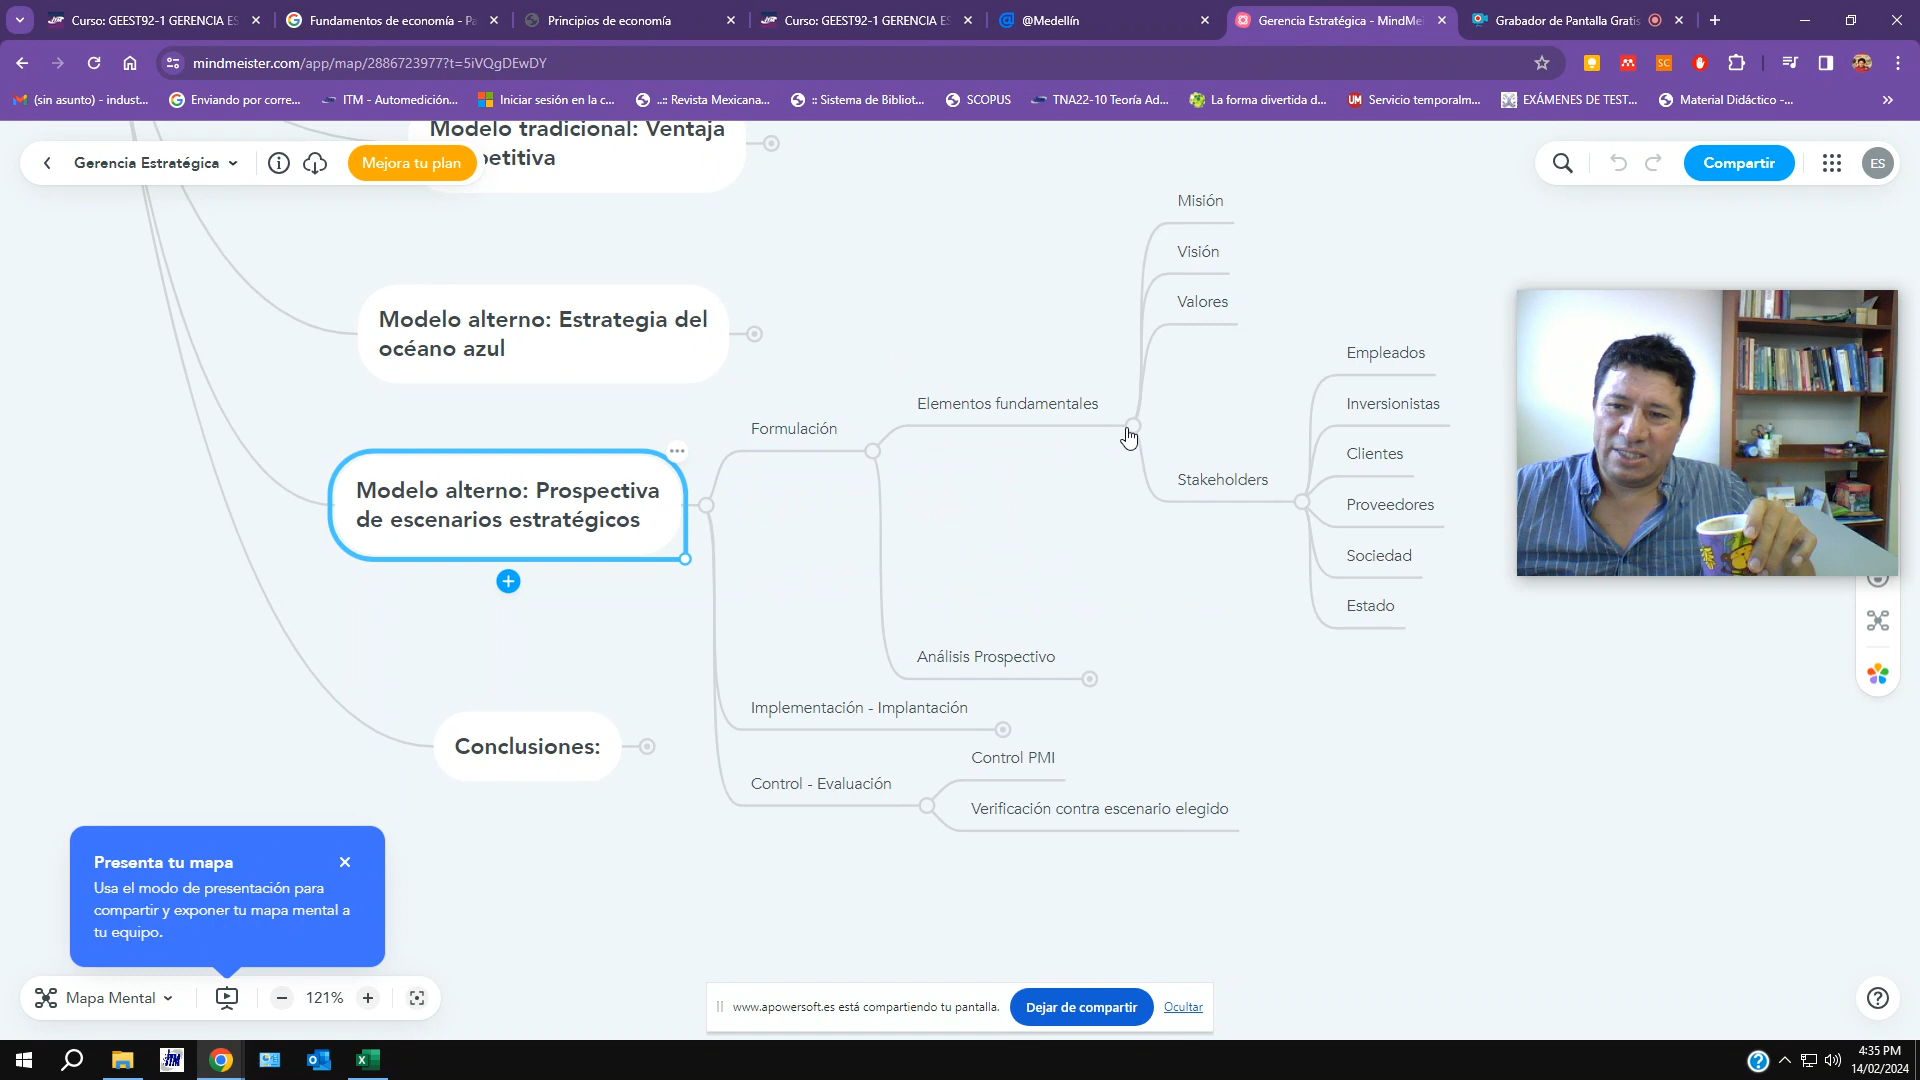 Curso: GEEST92-1 GERENCIA ES
Fundamentos de economía - Pa
Principios de economía
Curso: GEEST92-1 GERENCIA ES
@Medellín
Gerencia Estratégica - MindMei
Grabador de Pantalla Gratis
mindmeister.com/app/map/2886723977?t=5iVQgDEwDY
(sin asunto) - indust...
Enviando por corre...
ITM - Automedición...
Iniciar sesión en la c...
..:: Revista Mexicana...
:: Sistema de Bibliot...
SCOPUS
TNA22-10 Teoría Ad...
La forma divertida d...
UM Servicio temporalm...
EXÁMENES DE TEST...
Material Didáctico -...
Modelo tradicional: Ventaja
petitiva
Gerencia Estratégica
Mejora tu plan
Compartir
ES
Misión
Visión
Valores
Modelo alterno: Estrategia del
océano azul
Empleados
Elementos fundamentales
Inversionistas
Formulación
Clientes
Stakeholders
Modelo alterno: Prospectiva
de escenarios estratégicos
Proveedores
Sociedad
Estado
Análisis Prospectivo
Implementación - Implantación
Conclusiones:
Control PMI
Control - Evaluación
Verificación contra escenario elegido
Presenta tu mapa
Usa el modo de presentación para
compartir y exponer tu mapa mental a
tu equipo.
Mapa Mental
121%
www.apowersoft.es está compartiendo tu pantalla.
Dejar de compartir
Ocultar
4:35 PM
14/02/2024